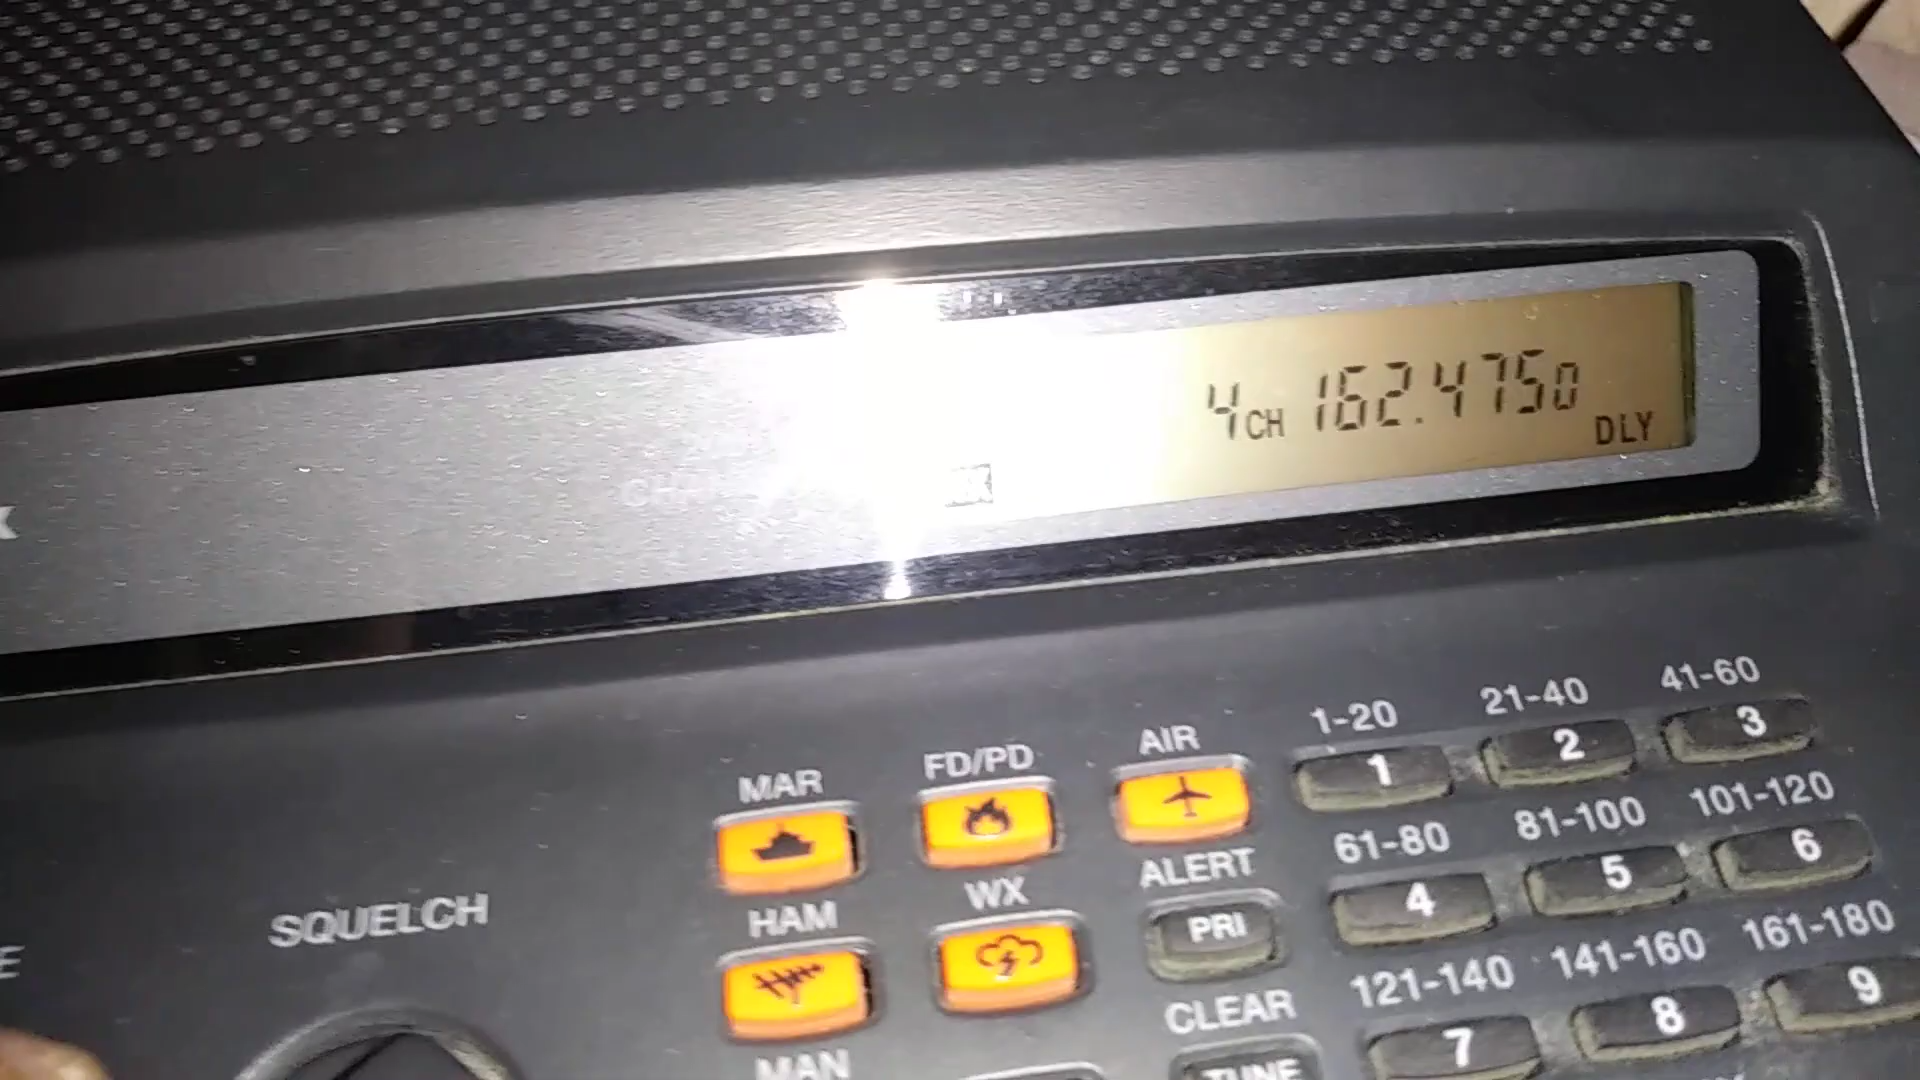 4CH 162.4750
DLY
1-20 21-40 41-60
MAR FD/PD AIR 1 2 3
61-80 81-100 101-120
SQUELCH HAM WX ALERT 4 5 6
PRI
121-140 141-160 161-180
CLEAR 7 8 9
MAN TUNE